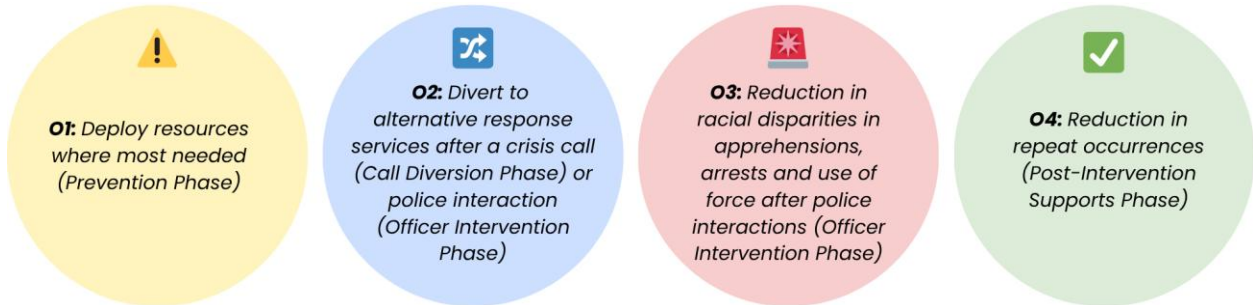 O1: Deploy resources
where most needed
(Prevention Phase)
O2: Divert to
alternative response
services after a crisis call
(Call Diversion Phase) or
police interaction
(Officer Intervention
Phase)
O3: Reduction in
racial disparities in
apprehensions,
arrests and use of
force after police
interactions (Officer
Intervention Phase)
O4: Reduction in
repeat occurrences
(Post-Intervention
Supports Phase)